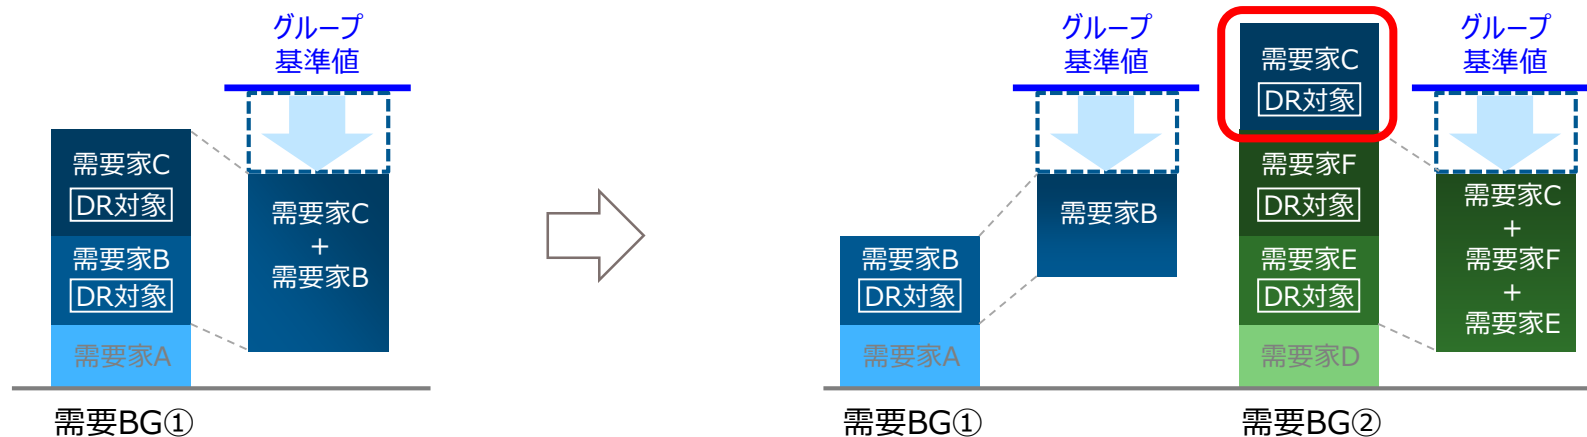 グループ
基準値
需要家C
DR対象
需要家B
DR対象
需要家A
需要家C
+
需要家B
需要BG①
グループ
基準値
需要家B
需要家B
DR対象
需要家A
需要BG①
需要家C
DR対象
需要家F
DR対象
需要家E
DR対象
需要家D
需要BG②
グループ
基準値
需要家C
+
需要家F
+
需要家E